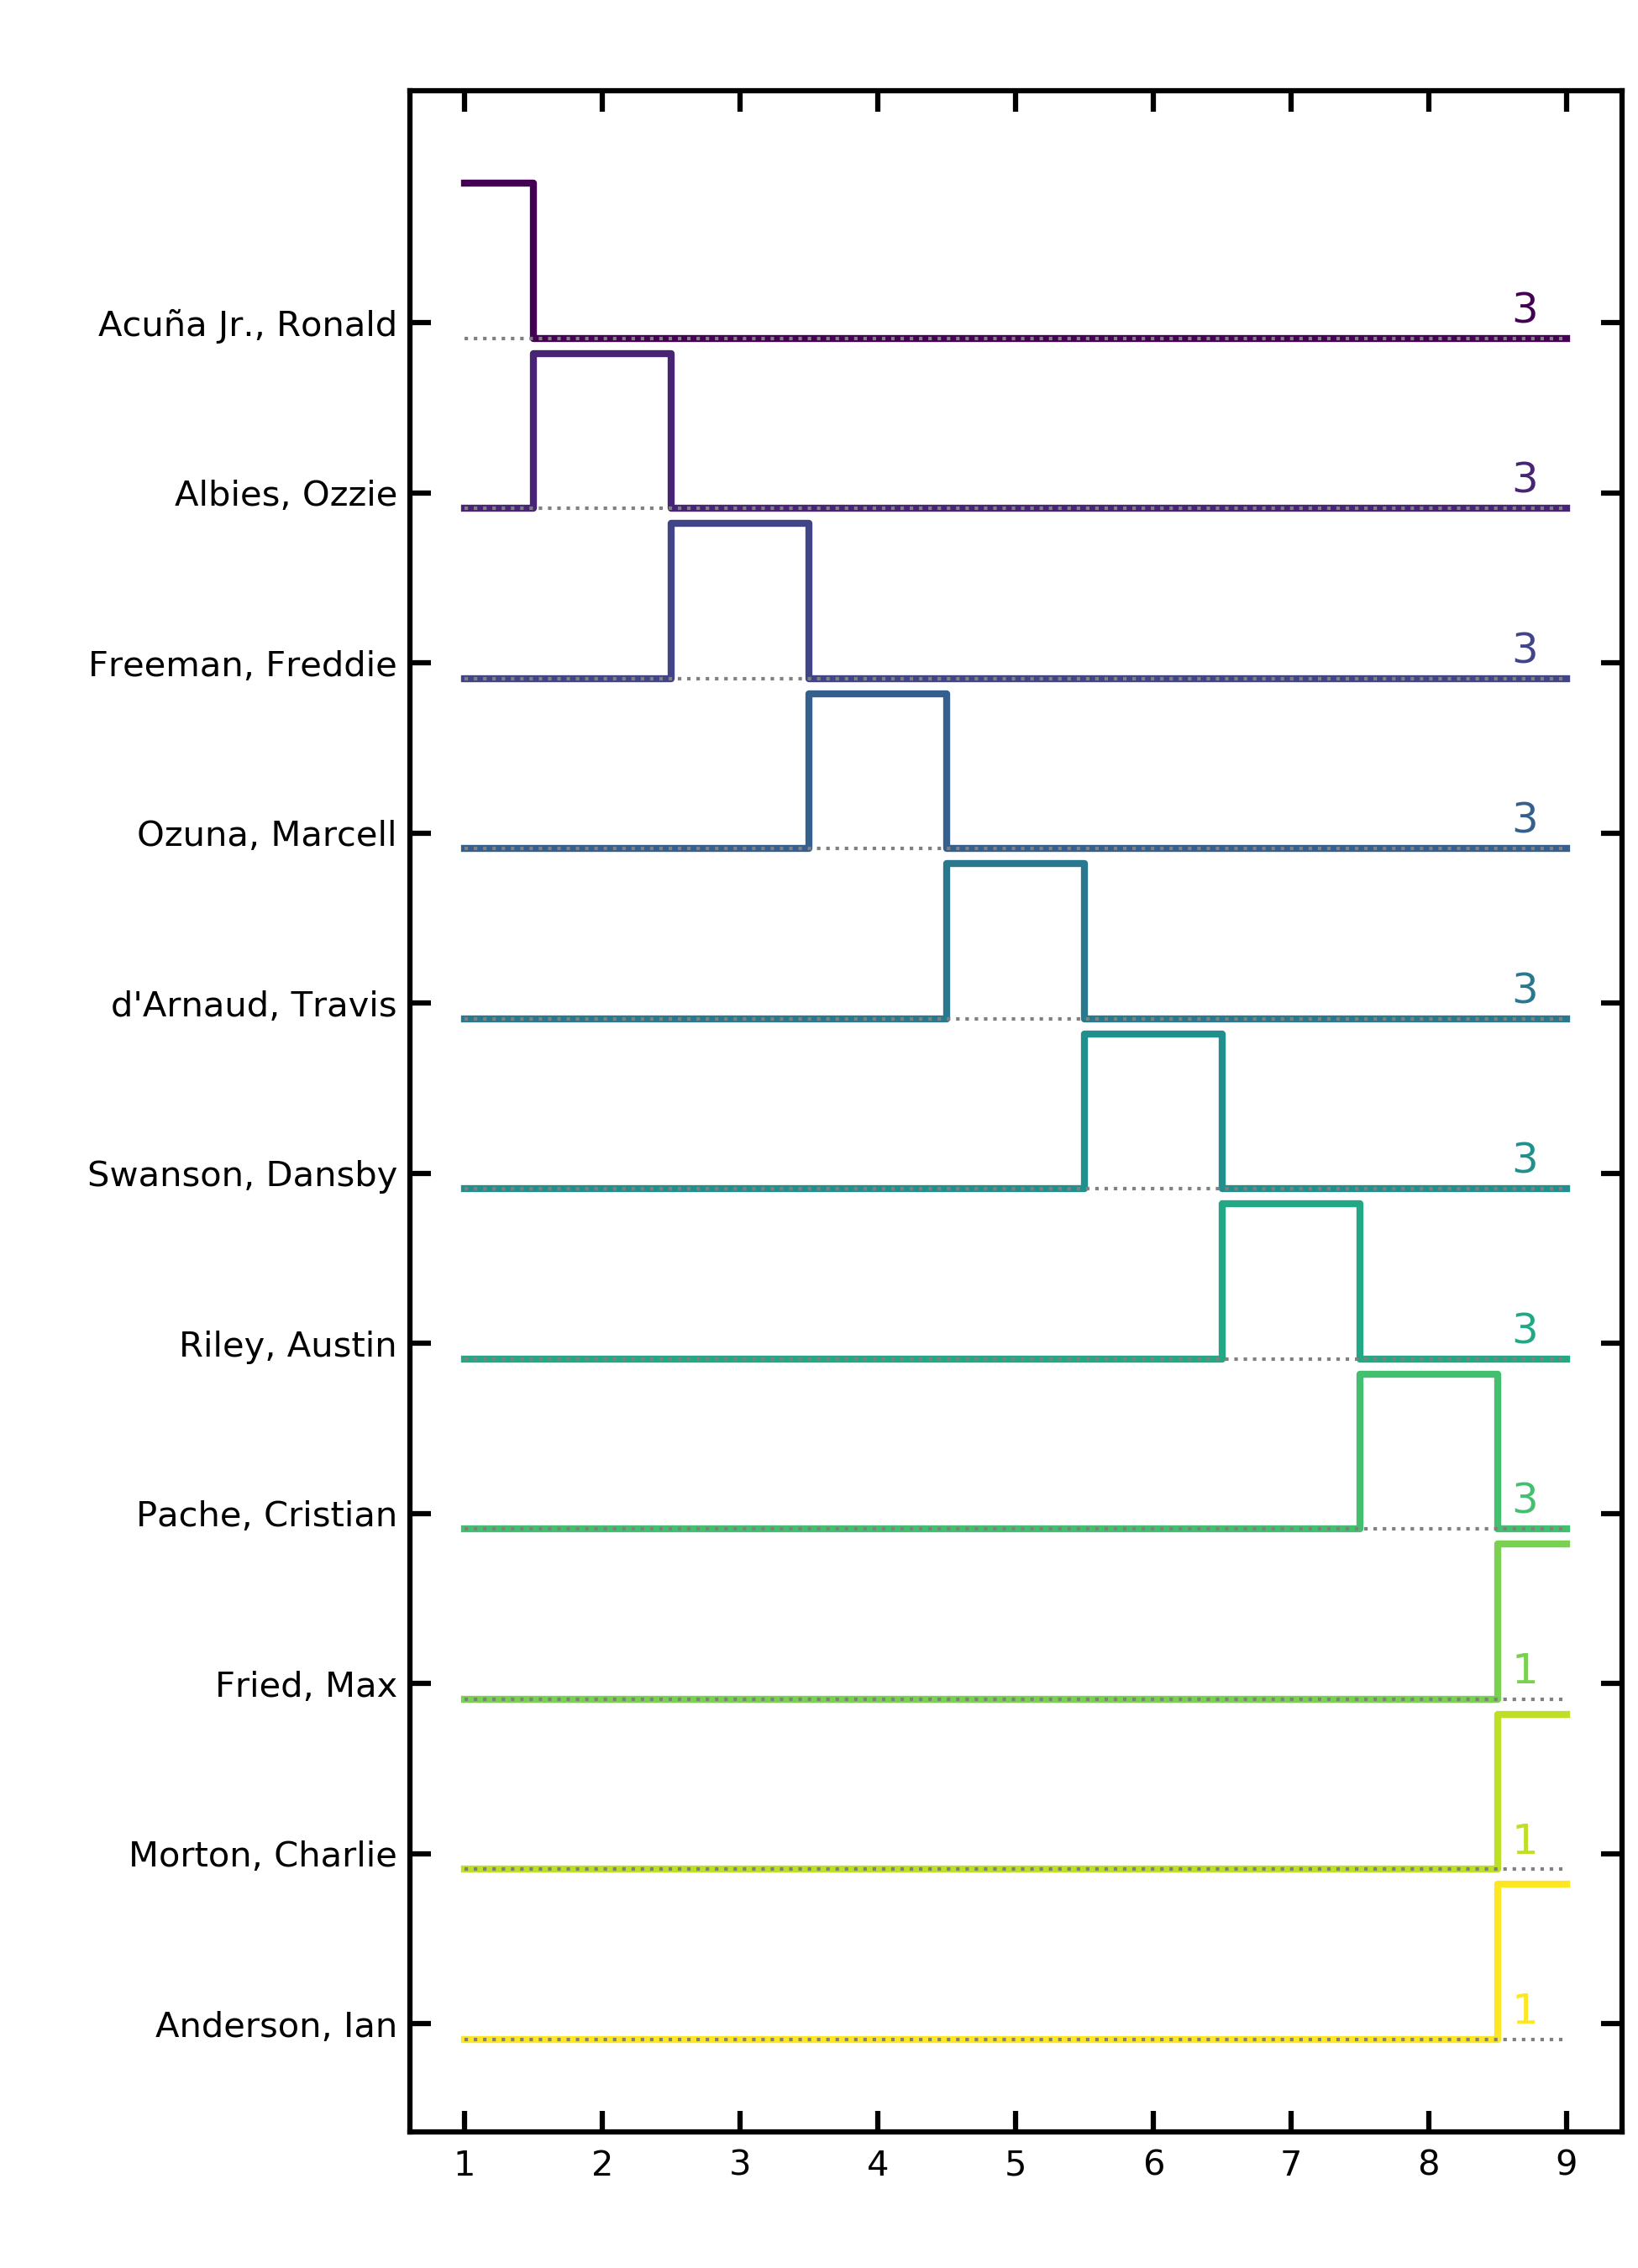 Acuña Jr., Ronald 3
Albies, Ozzie 3
Freeman, Freddie 3
Ozuna, Marcell 3
d'Arnaud, Travis 3
Swanson, Dansby 3
Riley, Austin 3
Pache, Cristian 3
Fried, Max 1
Morton, Charlie 1
Anderson, Ian 1
1 2 3 4 5 6 7 8 9